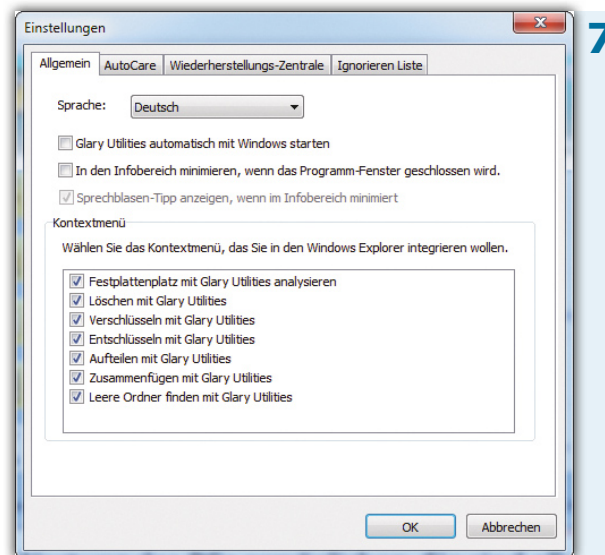 Einstellungen
7
Allgemein AutoCare Wiederherstellungs-Zentrale Ignorieren Liste
Sprache: Deutsch
Glary Utilities automatisch mit Windows starten
In den Infobereich minimieren, wenn das Programm-Fenster geschlossen wird.
Sprechblasen-Tipp anzeigen, wenn im Infobereich minimiert
Kontextmenü
Wählen Sie das Kontextmenü, das Sie in den Windows Explorer integrieren wollen.
Festplattenplatz mit Glary Utilities analysieren
Löschen mit Glary Utilities
Verschlüsseln mit Glary Utilities
Entschlüsseln mit Glary Utilities
Aufteilen mit Glary Utilities
Zusammenfügen mit Glary Utilities
Leere Ordner finden mit Glary Utilities
OK Abbrechen